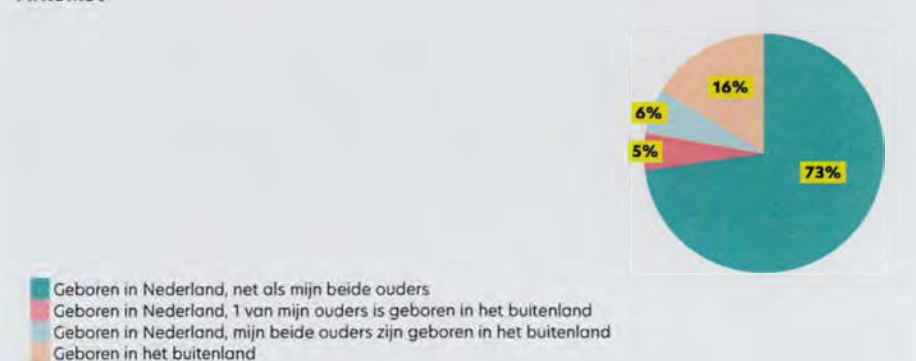 16%
6%
5%
73%
Geboren in Nederland, net als mijn beide ouders
Geboren in Nederland, 1 van mijn ouders is geboren in het buitenland
Geboren in Nederland, mijn beide ouders zijn geboren in het buitenland
Geboren in het buitenland